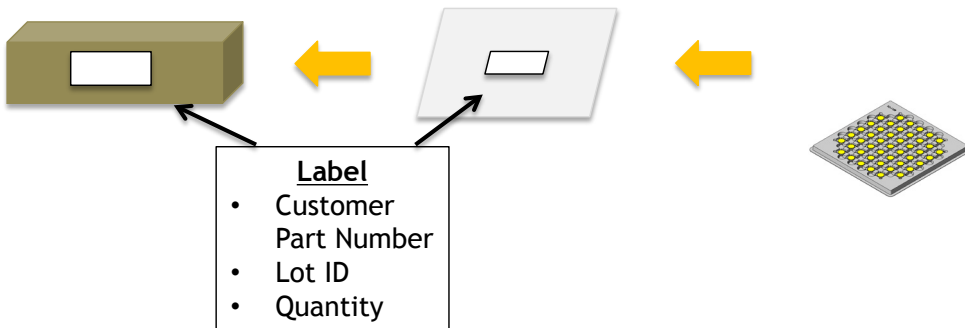 Label
• Customer
Part Number
• Lot ID
• Quantity